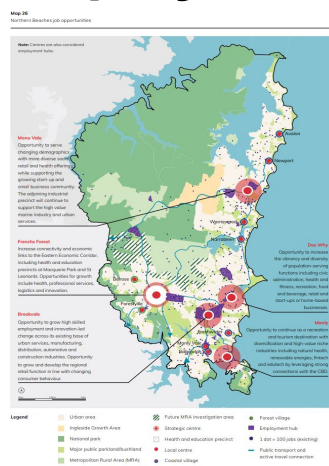 Map 26
Northern Beaches job opportunities
Note: Centres are also considered
employment hubs.
Mona Vale
Opportunity to serve
changing demographics
with more diverse social,
retail and health offering
while supporting the
growing start-up and
small business community.
The adjoining industrial
precinct will continue to
support the high value
marine industry and urban
services.
Frenchs Forest
Increase connectivity and economic
links to the Eastern Economic Corridor,
including health and education
precincts at Macquarie Park and St
Leonards. Opportunities for growth
include health, professional services,
logistics and innovation.
Brookvale
Opportunity to grow high skilled
employment and innovation-led
change across its existing base of
urban services, manufacturing,
distribution, automotive and
construction industries. Opportunity
to grow and develop the regional
retail function in line with changing
consumer behaviour.
Avalon
Newport
Warriewood
Narrabeen
Belrose
Forestville
Freshwater
Manly Vale
Balgowlah
Dee Why
Opportunity to increase
the vibrancy and diversity
of population-serving
functions including civic
administration, health and
fitness, recreation, food
and beverage, retail and
start-ups or home-based
businesses.
Manly
Opportunity to continue as a recreation
and tourism destination with
diversification and high-value niche
industries including natural health,
renewable energies, fintech
and edutech by leveraging strong
connections with the CBD.
Legend
Urban area
Ingleside Growth Area
National park
Major public parkland/bushland
Metropolitan Rural Area (MRA)
Future MRA investigation area
Strategic centre
Health and education precinct
Local centre
Coastal village
Forest village
Employment hub
1 dot = 100 jobs (existing)
Public transport and
active travel connection